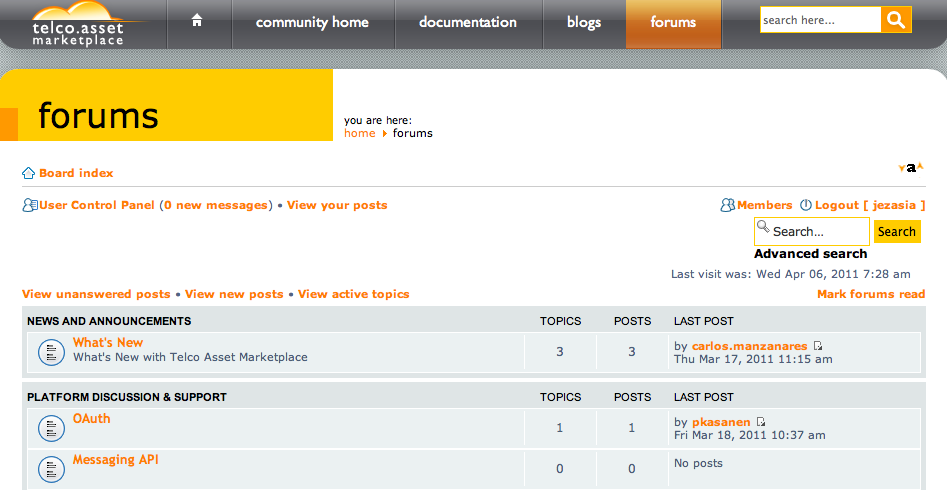 telco.asset
marketplace
community home
documentation
blogs
forums
search here...
forums
you are here:
home forums
Board index
a
User Control Panel (0 new messages) • View your posts
Members Logout [ jezasia ]
Search... Search
Advanced search
Last visit was: Wed Apr 06, 2011 7:28 am
View unanswered posts • View new posts • View active topics
Mark forums read
NEWS AND ANNOUNCEMENTS TOPICS POSTS LAST POST
What's New
What's New with Telco Asset Marketplace
3 3
by carlos.manzanares
Thu Mar 17, 2011 11:15 am
PLATFORM DISCUSSION & SUPPORT TOPICS POSTS LAST POST
OAuth
1 1
by pkasanen
Fri Mar 18, 2011 10:37 am
Messaging API
0 0 No posts